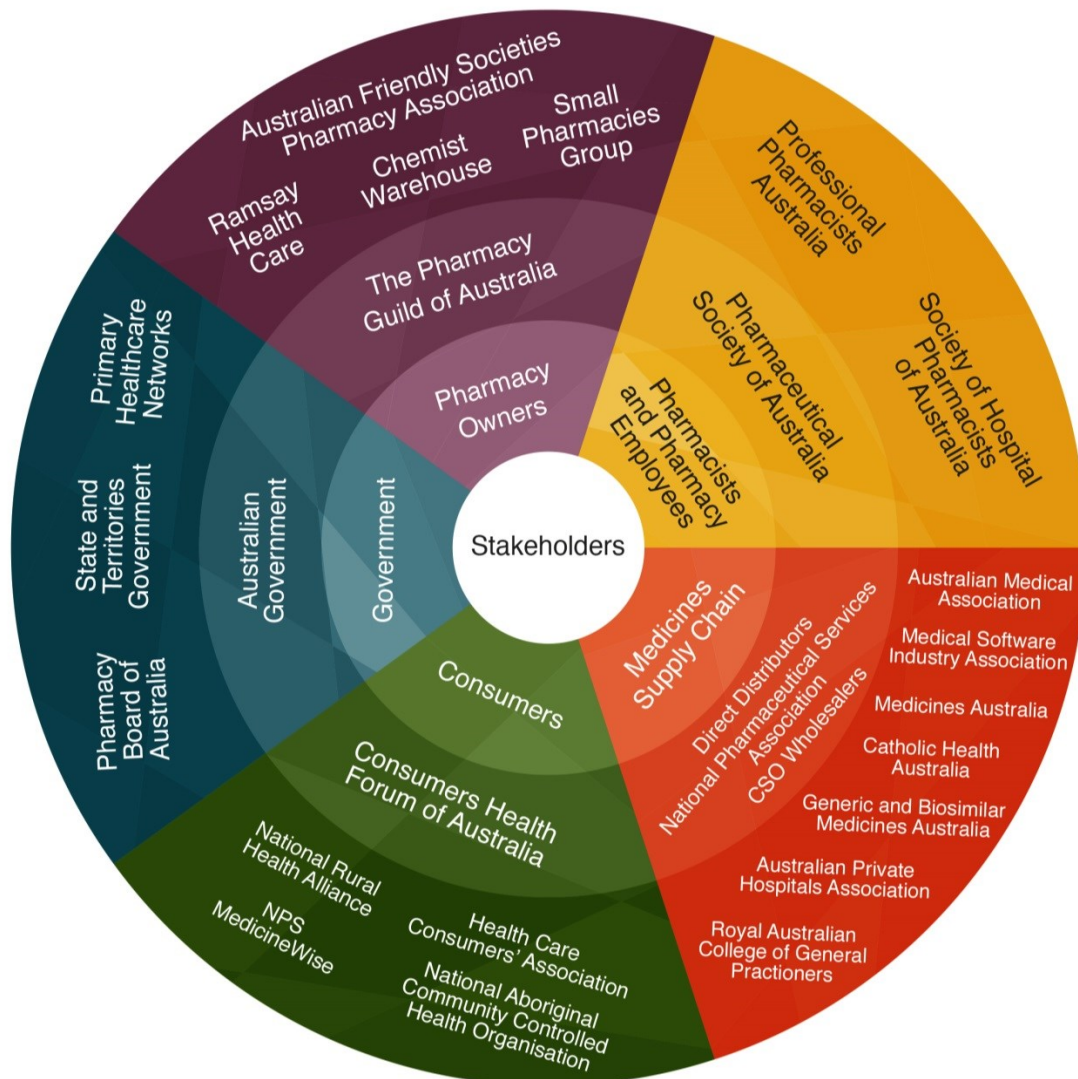 Stakeholders
Pharmacy
Owners
The Pharmacy
Guild of Australia
Australian Friendly Societies
Pharmacy Association
Ramsay
Health
Care
Chemist
Warehouse
Small
Pharmacies
Group
Pharmacists
and Pharmacy
Employees
Pharmaceutical
Society of Australia
Professional
Pharmacists
Australia
Society of Hospital
Pharmacists
of Australia
Medicines
Supply Chain
Direct Distributors
National Pharmaceutical Services
Association
CSO Wholesalers
Australian Medical
Association
Medical Software
Industry Association
Medicines Australia
Catholic Health
Australia
Generic and Biosimilar
Medicines Australia
Australian Private
Hospitals Association
Royal Australian
College of General
Practioners
Consumers
Consumers Health
Forum of Australia
National Rural
Health Alliance
NPS
MedicineWise
Health Care
Consumers' Association
National Aboriginal
Community Controlled
Health Organisation
Government
Australian
Government
Primary
Healthcare
Networks
State and
Territories
Government
Pharmacy
Board of
Australia